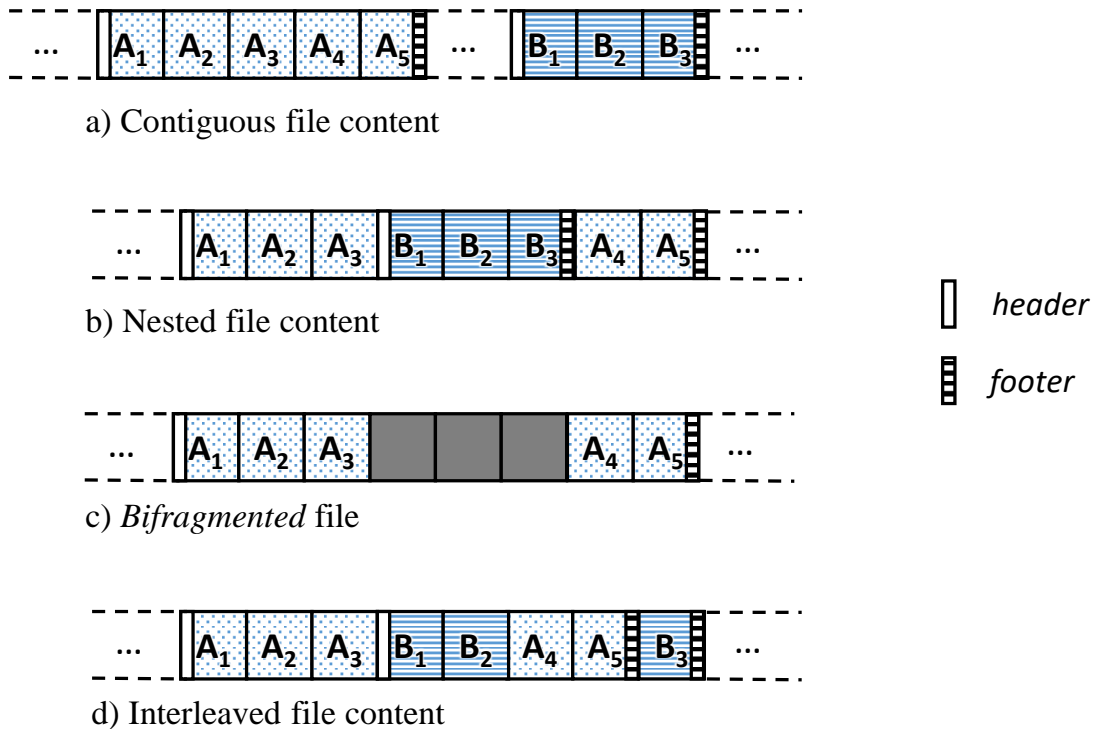 ... A1 A2 A3 A4 A5 ... B1 B2 B3 ...
a) Contiguous file content
... A1 A2 A3 B1 B2 B3 A4 A5 ...
b) Nested file content
header
footer
... A1 A2 A3 A4 A5 ...
c) Bifragmented file
... A1 A2 A3 B1 B2 A4 A5 B3 ...
d) Interleaved file content